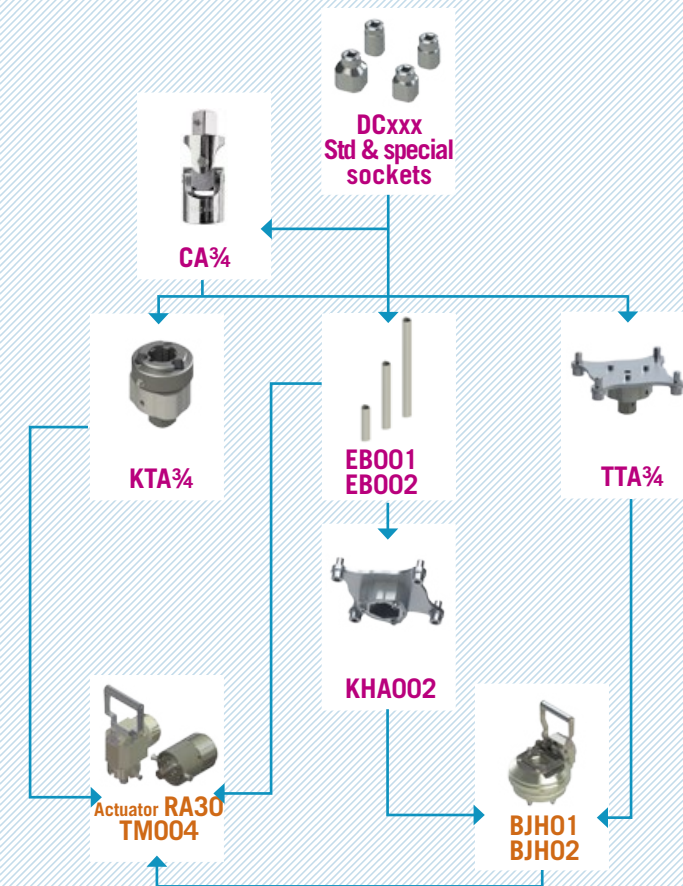 DCxxx
Std & special
sockets
CA¾
KTA¾
EB001
EB002
TTA¾
KHA002
Actuator RA30
TM004
BJH01
BJH02